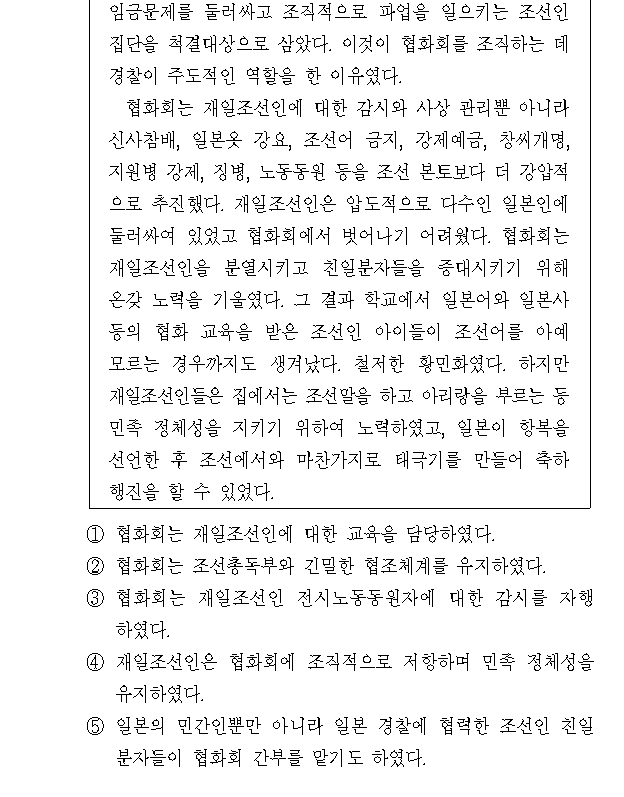 임금문제를 둘러싸고 조직적으로 파업을 일으키는 조선인
집단을 척결대상으로 삼았다. 이것이 협화회를 조직하는 데
경찰이 주도적인 역할을 한 이유였다.
협화회는 재일조선인에 대한 감시와 사상 관리뿐 아니라
신사참배, 일본옷 강요, 조선어 금지, 강제예금, 창씨개명,
지원병 강제, 징병, 노동동원 등을 조선 본토보다 더 강압적
으로 추진했다. 재일조선인은 압도적으로 다수인 일본인에
둘러싸여 있었고 협화회에서 벗어나기 어려웠다. 협화회는
재일조선인을 분열시키고 친일분자들을 증대시키기 위해
온갖 노력을 기울였다. 그 결과 학교에서 일본어와 일본사
등의 협화 교육을 받은 조선인 아이들이 조선어를 아예
모르는 경우까지도 생겨났다. 철저한 황민화였다. 하지만
재일조선인들은 집에서는 조선말을 하고 아리랑을 부르는 등
민족 정체성을 지키기 위하여 노력하였고, 일본이 항복을
선언한 후 조선에서와 마찬가지로 태극기를 만들어 축하
행진을 할 수 있었다.
① 협화회는 재일조선인에 대한 교육을 담당하였다.
② 협화회는 조선총독부와 긴밀한 협조체계를 유지하였다.
③ 협화회는 재일조선인 전시노동동원자에 대한 감시를 자행
하였다.
④ 재일조선인은 협화회에 조직적으로 저항하며 민족 정체성을
유지하였다.
⑤ 일본의 민간인뿐만 아니라 일본 경찰에 협력한 조선인 친일
분자들이 협화회 간부를 맡기도 하였다.